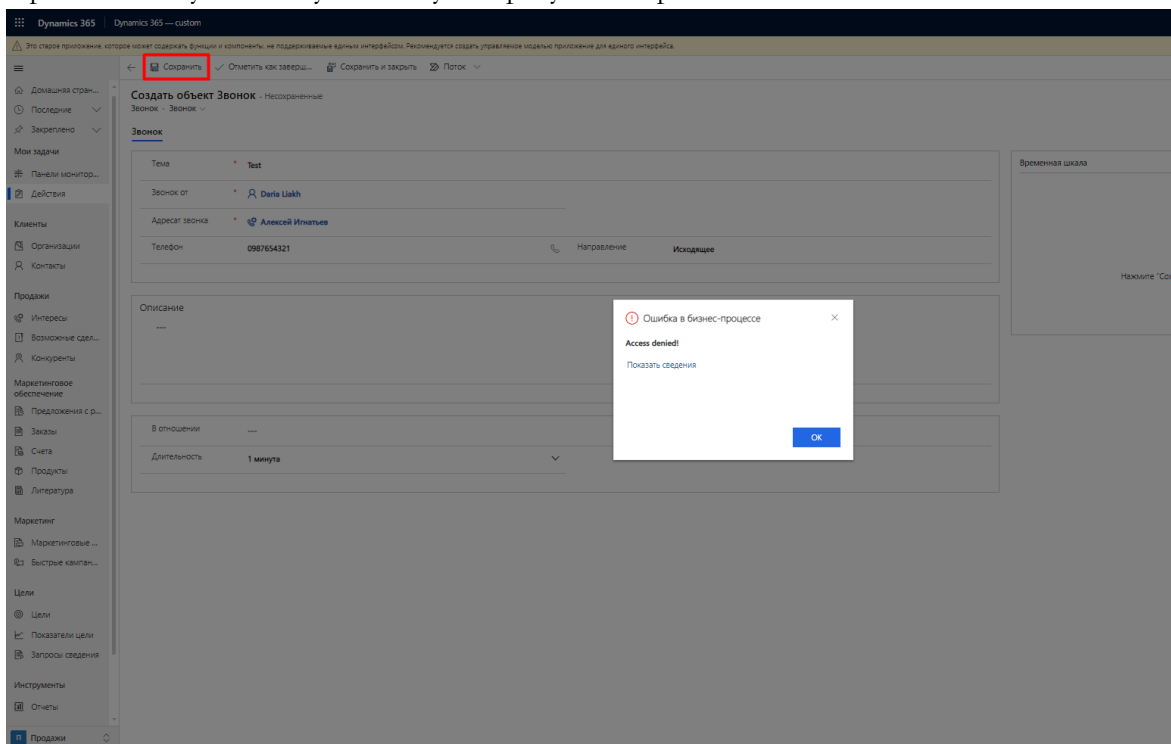 Dynamics 365 Dynamics 365 — custom
Это старое приложение, которое может содержать функции и компоненты, не поддерживаемые единым интерфейсом. Рекомендуется создать управляемое моделью приложение для единого интерфейса.
Сохранить Отметить как заверш... Сохранить и закрыть Поток
Домашняя стран...
Последние
Закреплено
Мои задачи
Панели монитор...
Действия
Клиенты
Организации
Контакты
Продажи
Интересы
Возможные сдел...
Конкуренты
Маркетинговое
обеспечение
Предложения с р...
Заказы
Счета
Продукты
Литература
Маркетинг
Маркетинговые ...
Быстрые кампан...
Цели
Цели
Показатели цели
Запросы сведения
Инструменты
Отчеты
П Продажи
Создать объект Звонок - Несохраненные
Звонок · Звонок
Звонок
Тема * Test
Звонок от * Daria Liakh
Адресат звонка * Алексей Игнатьев
Телефон 0987654321 Направление Исходящее
Описание
---
В отношении ---
Длительность 1 минута
Временная шкала
Нажмите "Сох
Ошибка в бизнес-процессе
Access denied!
Показать сведения
ОК